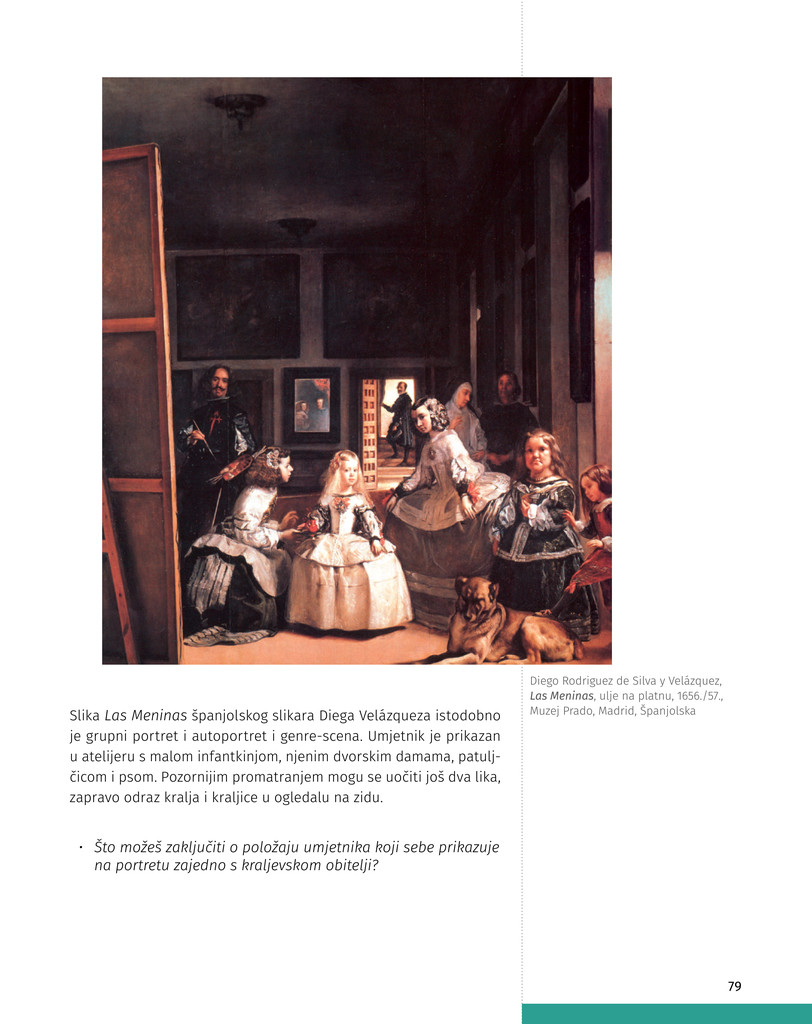 Diego Rodriguez de Silva y Velázquez,
Las Meninas, ulje na platnu, 1656./57.,
Muzej Prado, Madrid, Španjolska
Slika Las Meninas španjolskog slikara Diega Velázqueza istodobno
je grupni portret i autoportret i genre-scena. Umjetnik je prikazan
u atelijeru s malom infantkinjom, njenim dvorskim damama, patulj-
čicom i psom. Pozornijim promatranjem mogu se uočiti još dva lika,
zapravo odraz kralja i kraljice u ogledalu na zidu.
• Što možeš zaključiti o položaju umjetnika koji sebe prikazuje
na portretu zajedno s kraljevskom obitelji?
79